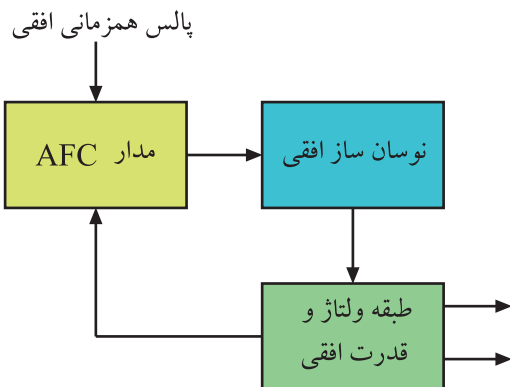 پالس همزمانی افقی
مدار AFC
نوسان ساز افقی
طبقه ولتاژ و
قدرت افقی